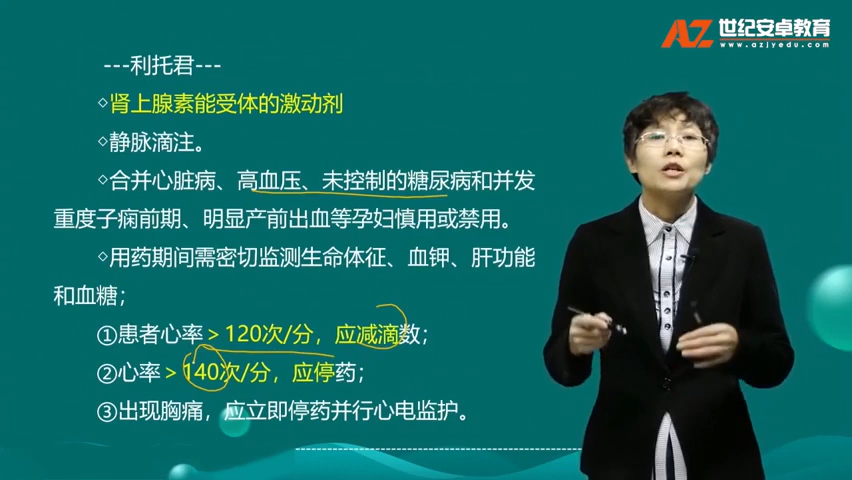 AZ 世纪安卓教育
www.azjyedu.com
---利托君---
◇肾上腺素能受体的激动剂
◇静脉滴注。
◇合并心脏病、高血压、未控制的糖尿病和并发
重度子痫前期、明显产前出血等孕妇慎用或禁用。
◇用药期间需密切监测生命体征、血钾、肝功能
和血糖；
①患者心率＞120次/分，应减滴数；
②心率＞140次/分，应停药；
③出现胸痛，应立即停药并行心电监护。